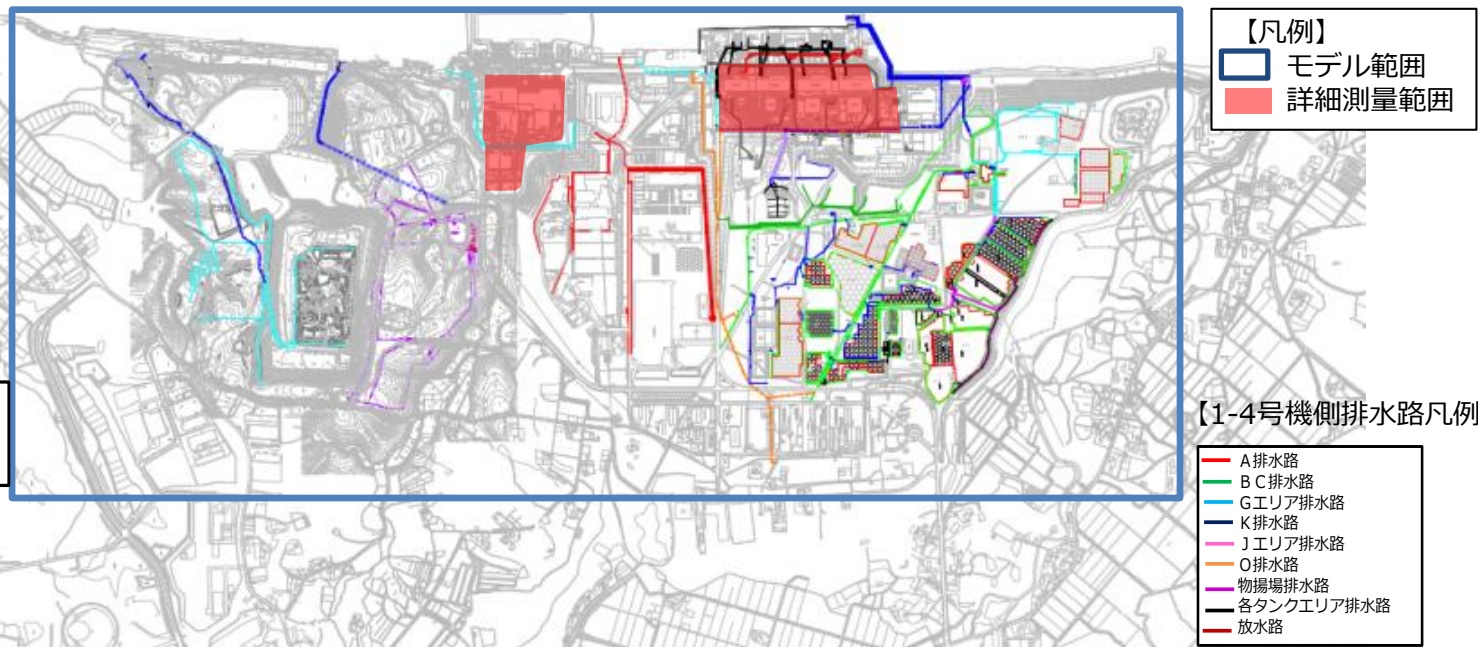 【凡例】
モデル範囲
詳細測量範囲
【1-4号機側排水路凡例
A排水路
BC排水路
Gエリア排水路
K排水路
Jエリア排水路
O排水路
物揚場排水路
各タンクエリア排水路
放水路